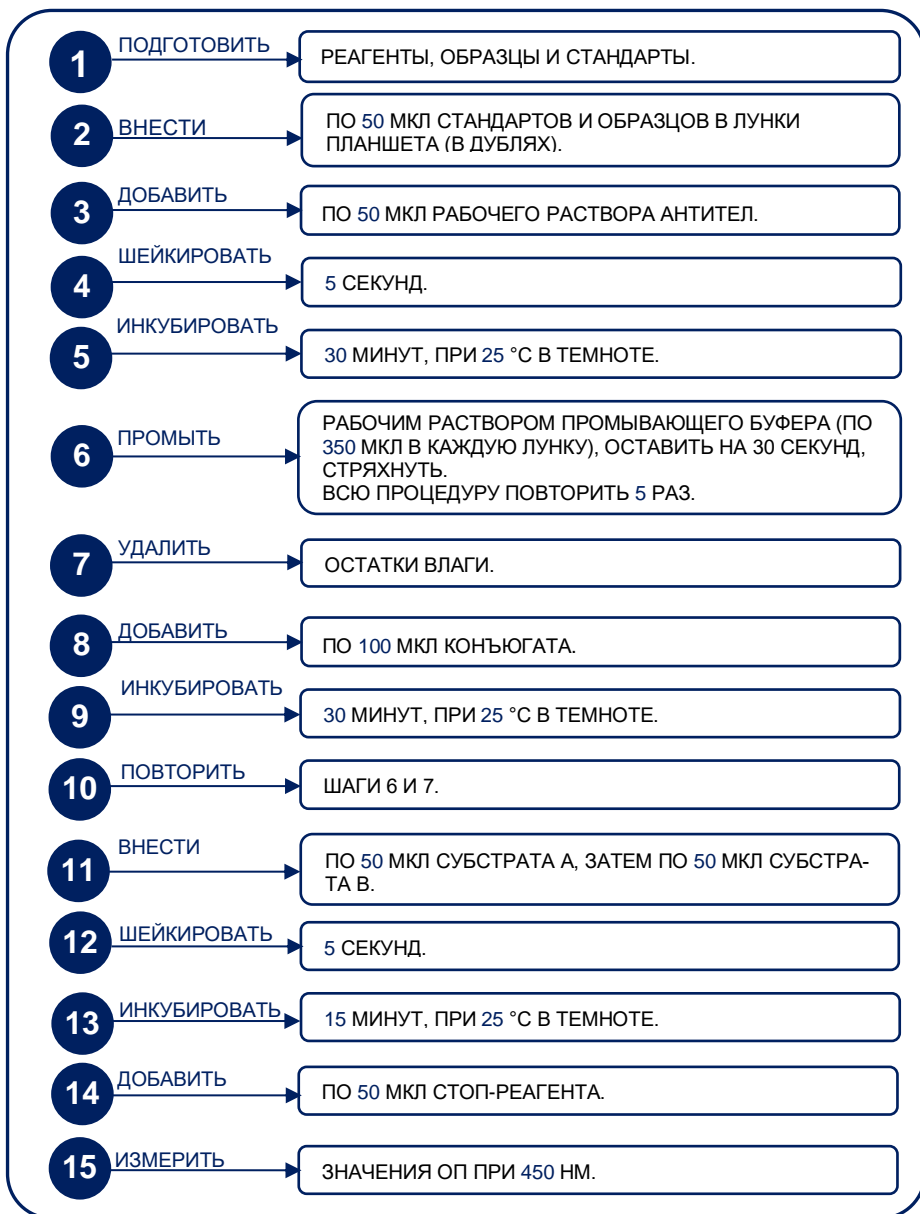 1
ПОДГОТОВИТЬ
РЕАГЕНТЫ, ОБРАЗЦЫ И СТАНДАРТЫ.
2
ВНЕСТИ
ПО 50 МКЛ СТАНДАРТОВ И ОБРАЗЦОВ В ЛУНКИ
ПЛАНШЕТА (В ДУБЛЯХ).
3
ДОБАВИТЬ
ПО 50 МКЛ РАБОЧЕГО РАСТВОРА АНТИТЕЛ.
4
ШЕЙКИРОВАТЬ
5 СЕКУНД.
5
ИНКУБИРОВАТЬ
30 МИНУТ, ПРИ 25 °С В ТЕМНОТЕ.
6
ПРОМЫТЬ
РАБОЧИМ РАСТВОРОМ ПРОМЫВАЮЩЕГО БУФЕРА (ПО
350 МКЛ В КАЖДУЮ ЛУНКУ), ОСТАВИТЬ НА 30 СЕКУНД,
СТРЯХНУТЬ.
ВСЮ ПРОЦЕДУРУ ПОВТОРИТЬ 5 РАЗ.
7
УДАЛИТЬ
ОСТАТКИ ВЛАГИ.
8
ДОБАВИТЬ
ПО 100 МКЛ КОНЪЮГАТА.
9
ИНКУБИРОВАТЬ
30 МИНУТ, ПРИ 25 °С В ТЕМНОТЕ.
10
ПОВТОРИТЬ
ШАГИ 6 И 7.
11
ВНЕСТИ
ПО 50 МКЛ СУБСТРАТА А, ЗАТЕМ ПО 50 МКЛ СУБСТРА-
ТА В.
12
ШЕЙКИРОВАТЬ
5 СЕКУНД.
13
ИНКУБИРОВАТЬ
15 МИНУТ, ПРИ 25 °С В ТЕМНОТЕ.
14
ДОБАВИТЬ
ПО 50 МКЛ СТОП-РЕАГЕНТА.
15
ИЗМЕРИТЬ
ЗНАЧЕНИЯ ОП ПРИ 450 НМ.